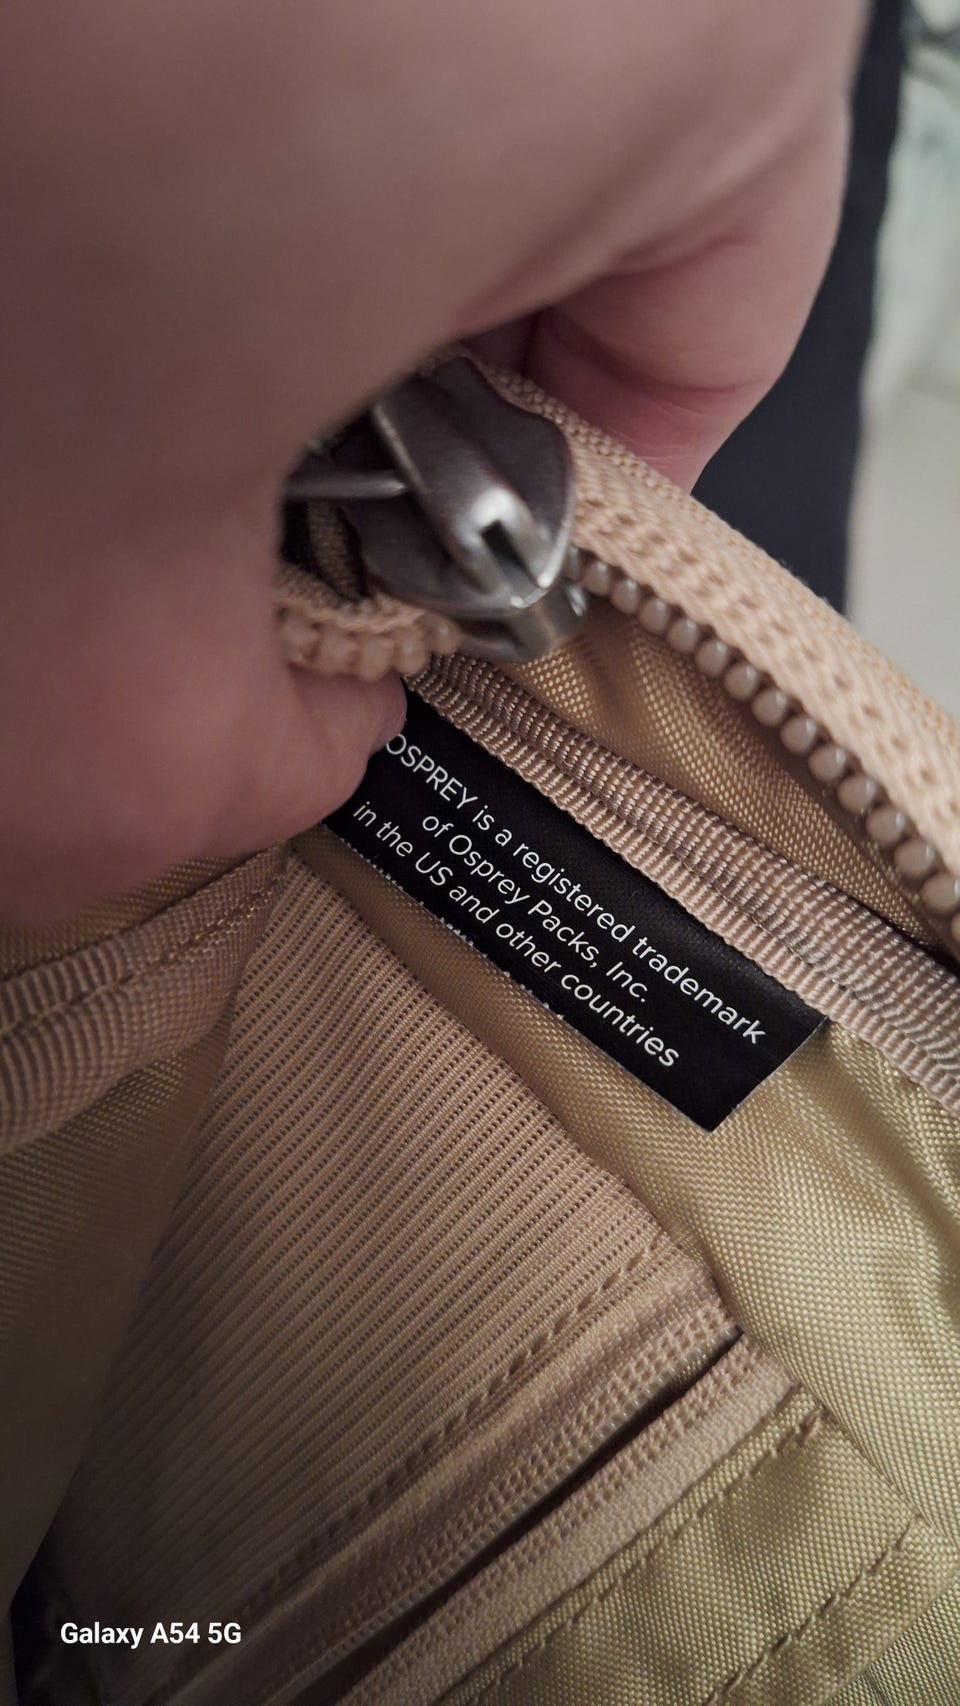 OSPREY is a registered trademark
of Osprey Packs, Inc.
in the US and other countries
Galaxy A54 5G